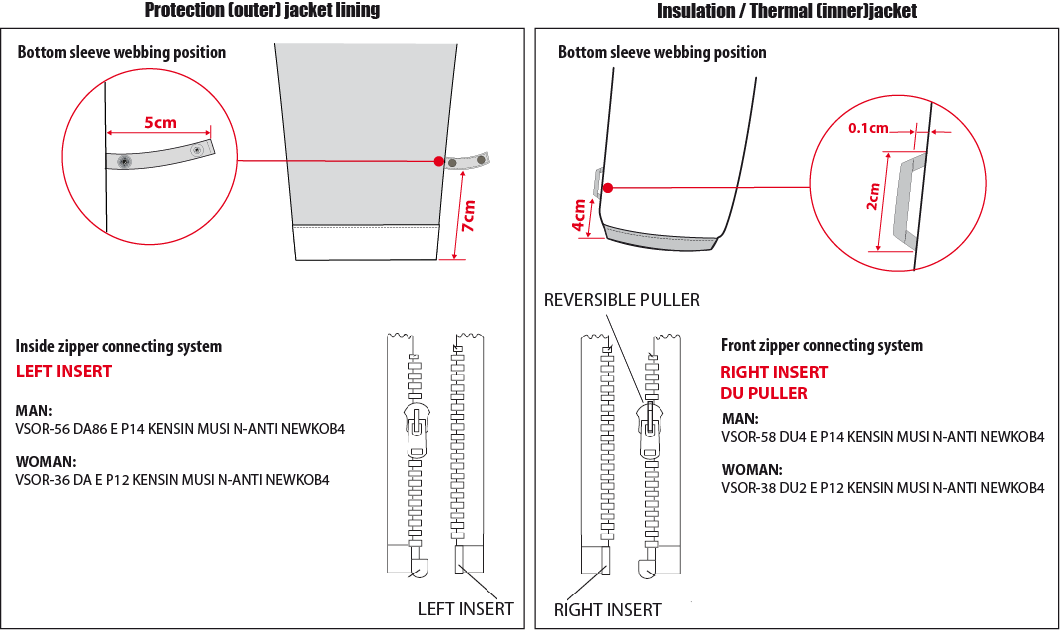 Protection (outer) jacket lining
Bottom sleeve webbing position
5cm
7cm
Inside zipper connecting system
LEFT INSERT
MAN:
VSOR-56 DA86 E P14 KENSIN MUSI N-ANTI NEWKOB4
WOMAN:
VSOR-36 DA E P12 KENSIN MUSI N-ANTI NEWKOB4
LEFT INSERT
Insulation / Thermal (inner)jacket
Bottom sleeve webbing position
0.1cm
2cm
4cm
REVERSIBLE PULLER
Front zipper connecting system
RIGHT INSERT
DU PULLER
MAN:
VSOR-58 DU4 E P14 KENSIN MUSI N-ANTI NEWKOB4
WOMAN:
VSOR-38 DU2 E P12 KENSIN MUSI N-ANTI NEWKOB4
RIGHT INSERT